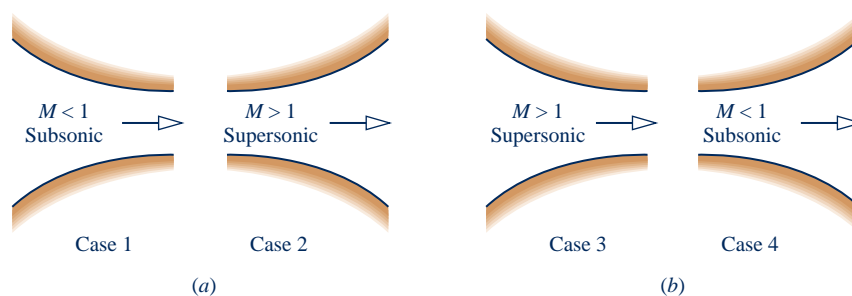 M < 1
Subsonic
M > 1
Supersonic
M > 1
Supersonic
M < 1
Subsonic
Case 1
Case 2
Case 3
Case 4
(a)
(b)